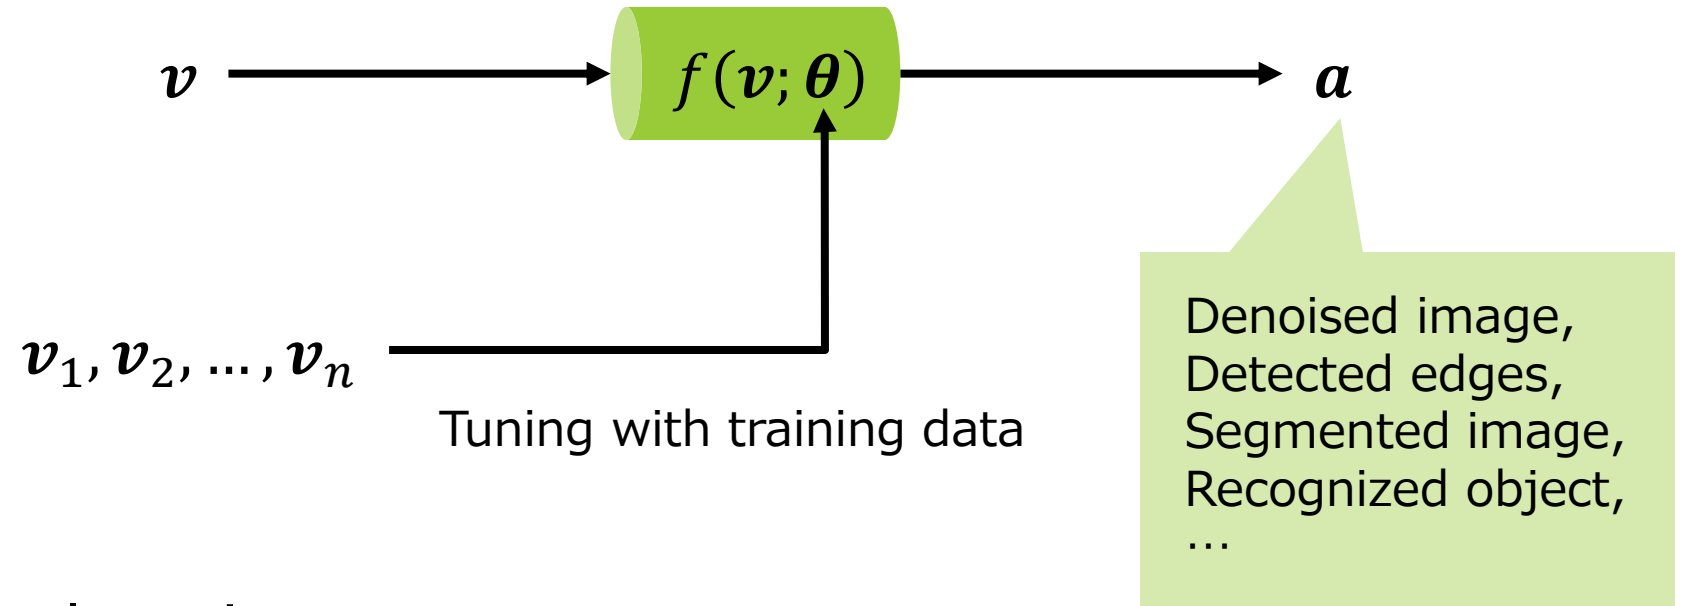 𝒗 f(𝒗; 𝜽) 𝒂
𝒗₁, 𝒗₂, … , 𝒗ₙ
Tuning with training data
Denoised image,
Detected edges,
Segmented image,
Recognized object,
…